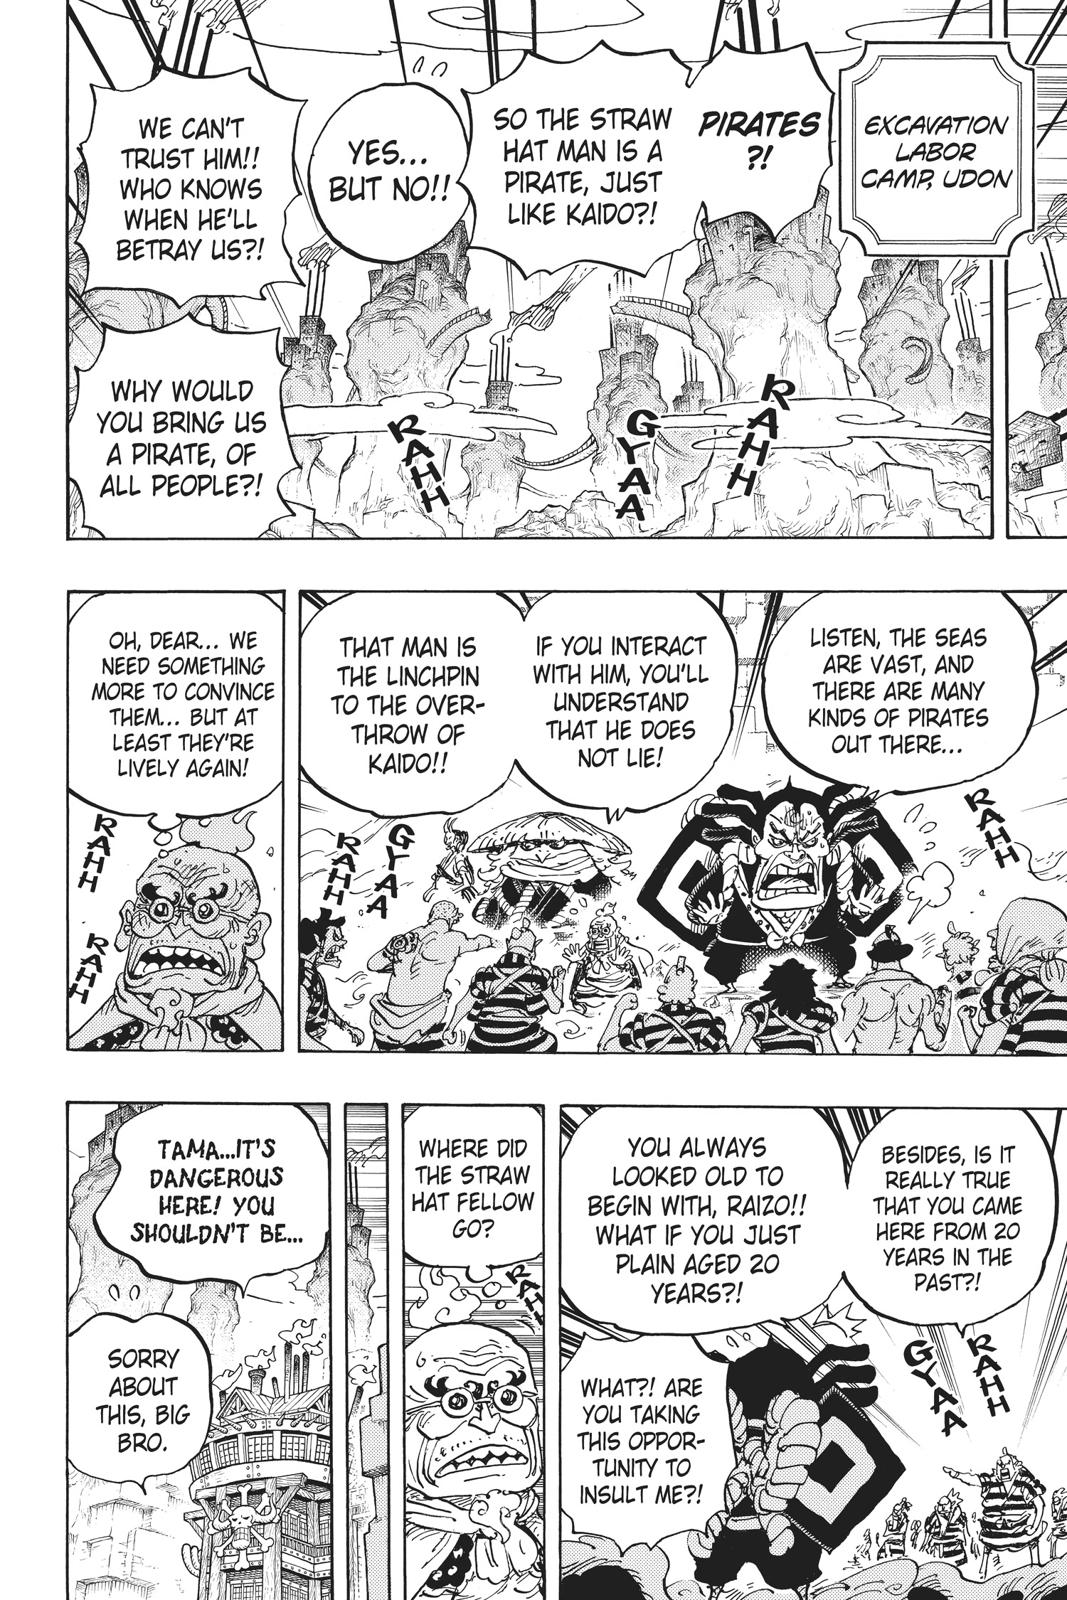 EXCAVATION
LABOR
CAMP, UDON
PIRATES
?!
SO THE STRAW
HAT MAN IS A
PIRATE, JUST
LIKE KAIDO?!
YES...
BUT NO!!
WE CAN'T
TRUST HIM!!
WHO KNOWS
WHEN HE'LL
BETRAY US?!
WHY WOULD
YOU BRING US
A PIRATE, OF
ALL PEOPLE?!
RAHH
GYAA
RAHH
LISTEN, THE SEAS
ARE VAST, AND
THERE ARE MANY
KINDS OF PIRATES
OUT THERE...
IF YOU INTERACT
WITH HIM, YOU'LL
UNDERSTAND
THAT HE DOES
NOT LIE!
THAT MAN IS
THE LINCHPIN
TO THE OVER-
THROW OF
KAIDO!!
RAHH
GYAA
RAHH
OH, DEAR... WE
NEED SOMETHING
MORE TO CONVINCE
THEM... BUT AT
LEAST THEY'RE
LIVELY AGAIN!
RAHH
RAHH
BESIDES, IS IT
REALLY TRUE
THAT YOU CAME
HERE FROM 20
YEARS IN THE
PAST?!
YOU ALWAYS
LOOKED OLD TO
BEGIN WITH, RAIZO!!
WHAT IF YOU JUST
PLAIN AGED 20
YEARS?!
RAHH
GYAA
WHAT?! ARE
YOU TAKING
THIS OPPOR-
TUNITY TO
INSULT ME?!
WHERE DID
THE STRAW
HAT FELLOW
GO?
RAHH
TAMA...IT'S
DANGEROUS
HERE! YOU
SHOULDN'T BE...
SORRY
ABOUT
THIS, BIG
BRO.